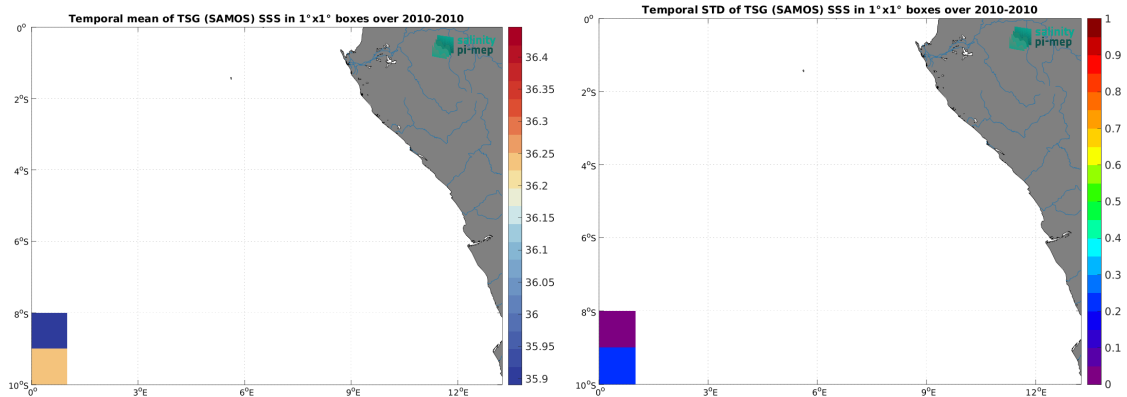 Temporal mean of TSG (SAMOS) SSS in 1°x1° boxes over 2010-2010
0°
2°S
4°S
6°S
8°S
10°S
0°
3°E
6°E
9°E
12°E
salinity
pi-mep
36.4
36.35
36.3
36.25
36.2
36.15
36.1
36.05
36
35.95
35.9
Temporal STD of TSG (SAMOS) SSS in 1°x1° boxes over 2010-2010
0°
2°S
4°S
6°S
8°S
10°S
0°
3°E
6°E
9°E
12°E
salinity
pi-mep
1
0.9
0.8
0.7
0.6
0.5
0.4
0.3
0.2
0.1
0